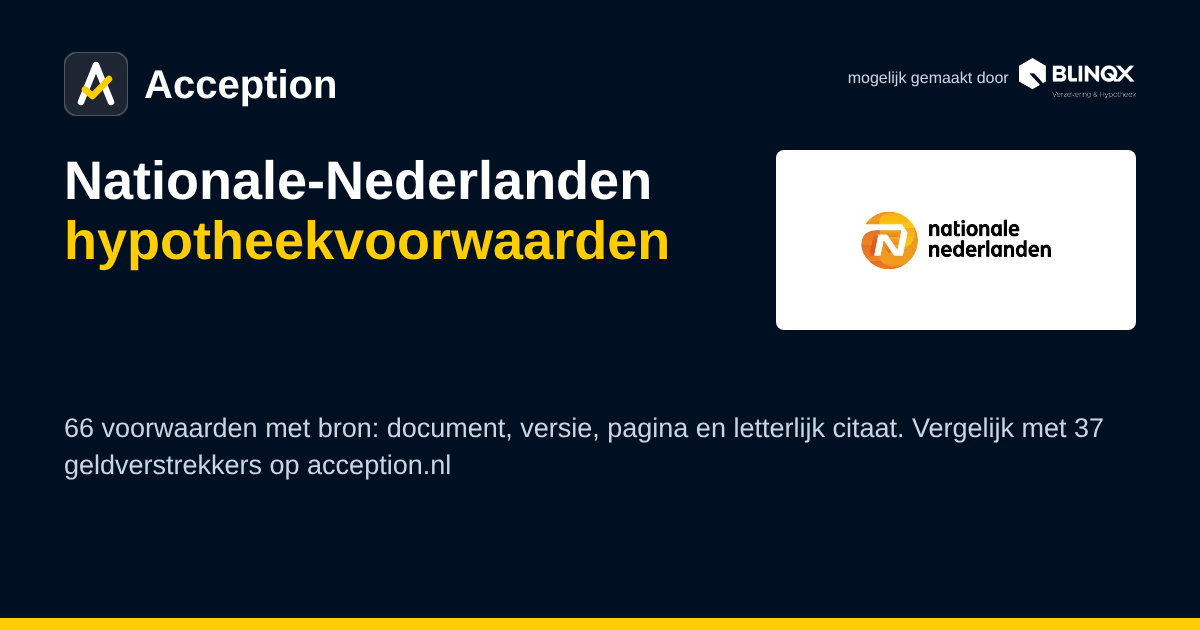 Acception
mogelijk gemaakt door
BLINQX
Verzekering & Hypotheek
Nationale-Nederlanden
hypotheekvoorwaarden
nationale
nederlanden
66 voorwaarden met bron: document, versie, pagina en letterlijk citaat. Vergelijk met 37
geldverstrekkers op acception.nl